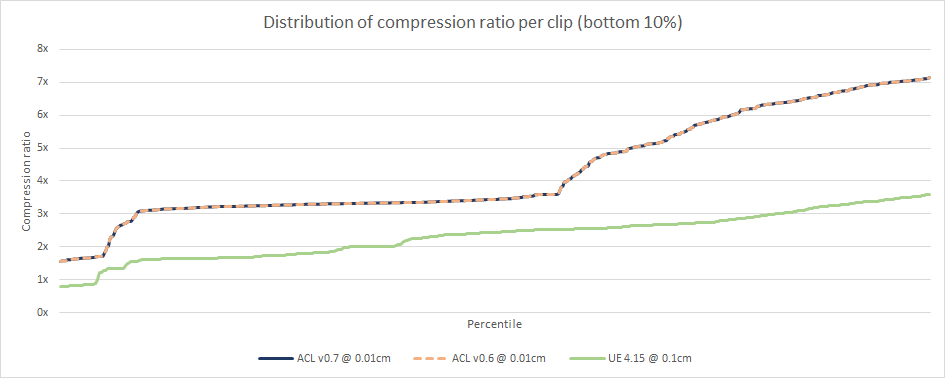 Distribution of compression ratio per clip (bottom 10%)
8x
7x
6x
5x
4x
3x
2x
1x
0x
Compression ratio
Percentile
ACL v0.7 @ 0.01cm
ACL v0.6 @ 0.01cm
UE 4.15 @ 0.1cm